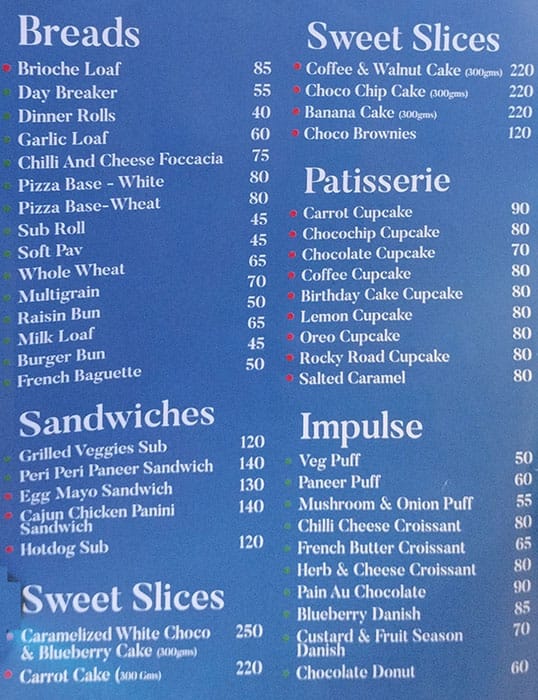 Breads
Brioche Loaf 85
Day Breaker 55
Dinner Rolls 40
Garlic Loaf 60
Chilli And Cheese Foccacia 75
Pizza Base - White 80
Pizza Base-Wheat 80
Sub Roll 45
Soft Pav 45
Whole Wheat 65
Multigrain 70
Raisin Bun 50
Milk Loaf 65
Burger Bun 45
French Baguette 50
Sandwiches
Grilled Veggies Sub 120
Peri Peri Paneer Sandwich 140
Egg Mayo Sandwich 130
Cajun Chicken Panini 140
Sandwich
Hotdog Sub 120
Sweet Slices
Caramelized White Choco 250
& Blueberry Cake (300gms)
Carrot Cake (300 Gms) 220
Sweet Slices
Coffee & Walnut Cake (300gms) 220
Choco Chip Cake (300gms) 220
Banana Cake (300gms) 220
Choco Brownies 120
Patisserie
Carrot Cupcake 90
Chocochip Cupcake 80
Chocolate Cupcake 70
Coffee Cupcake 80
Birthday Cake Cupcake 80
Lemon Cupcake 80
Oreo Cupcake 80
Rocky Road Cupcake 80
Salted Caramel 80
Impulse
Veg Puff 50
Paneer Puff 60
Mushroom & Onion Puff 55
Chilli Cheese Croissant 80
French Butter Croissant 65
Herb & Cheese Croissant 80
Pain Au Chocolate 90
Blueberry Danish 85
Custard & Fruit Season 70
Danish
Chocolate Donut 60